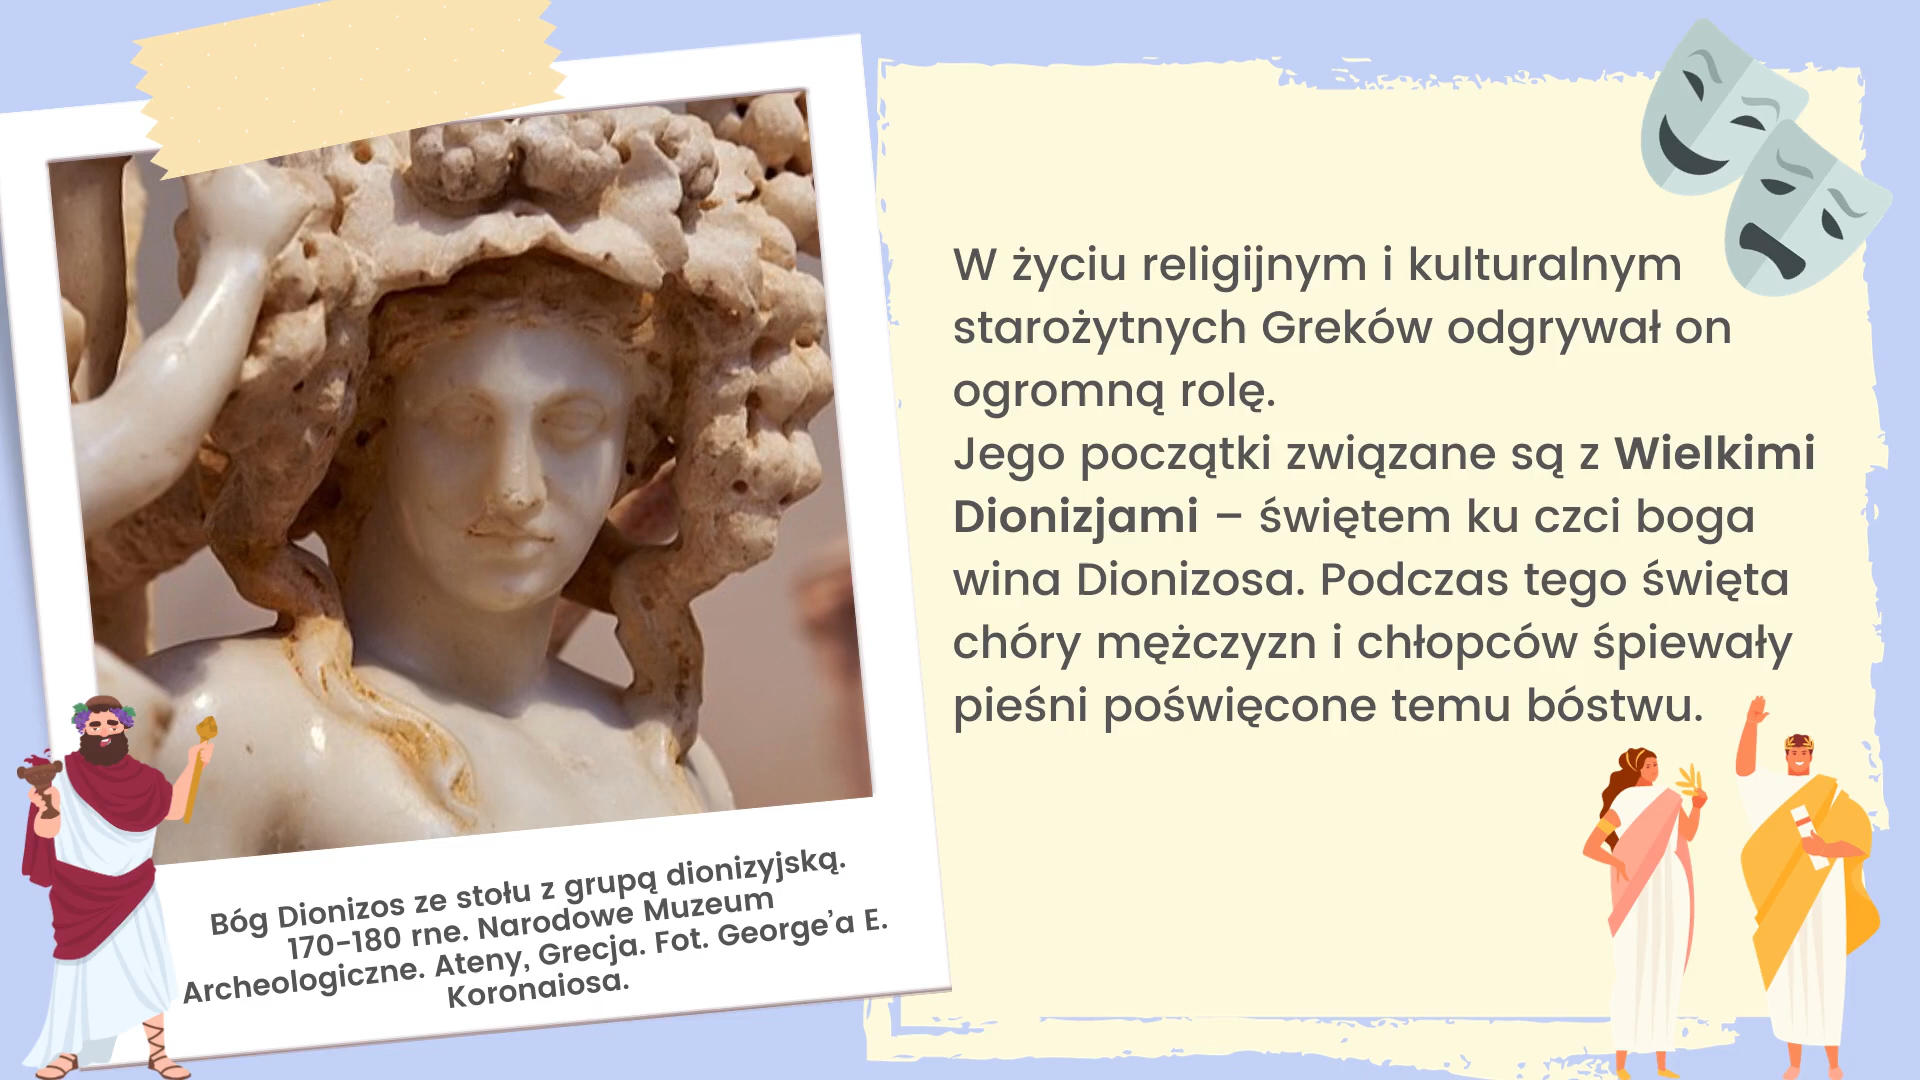 W życiu religijnym i kulturalnym
starożytnych Greków odgrywał on
ogromną rolę.
Jego początki związane są z Wielkimi
Dionizjami – świętem ku czci boga
wina Dionizosa. Podczas tego święta
chóry mężczyzn i chłopców śpiewały
pieśni poświęcone temu bóstwu.
Bóg Dionizos ze stołu z grupą dionizyjską.
170-180 rne. Narodowe Muzeum
Archeologiczne. Ateny, Grecja. Fot. George’a E.
Koronaiosa.